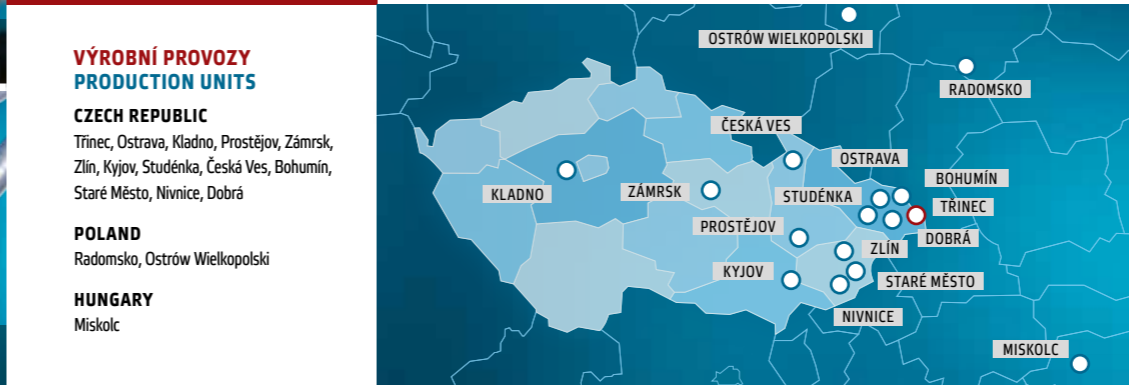 VÝROBNÍ PROVOZY
PRODUCTION UNITS
CZECH REPUBLIC
Třinec, Ostrava, Kladno, Prostějov, Zámrsk,
Zlín, Kyjov, Studénka, Česká Ves, Bohumín,
Staré Město, Nivnice, Dobrá
POLAND
Radomsko, Ostrów Wielkopolski
HUNGARY
Miskolc
OSTRÓW WIELKOPOLSKI
RADOMSKO
ČESKÁ VES
OSTRAVA
BOHUMÍN
KLADNO
ZÁMRSK
STUDÉNKA
TŘINEC
PROSTĚJOV
DOBRÁ
ZLÍN
KYJOV
STARÉ MĚSTO
NIVNICE
MISKOLC